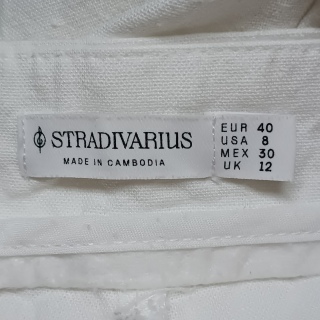 STRADIVARIUS
MADE IN CAMBODIA
EUR 40
USA 8
MEX 30
UK 12